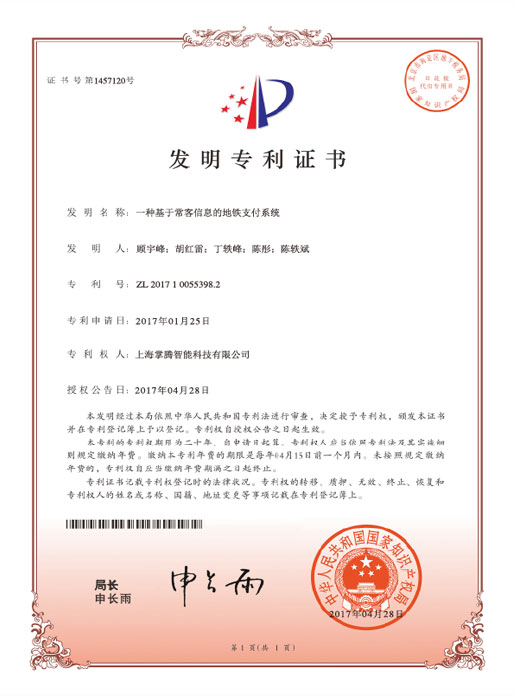 证 书 号 第1457120号
发明专利证书
发 明 名 称: 一种基于常客信息的地铁支付系统
发 明 人: 顾宇峰; 胡红雷; 丁轶峰; 陈彤; 陈轶斌
专 利 号: ZL 2017 1 0055398.2
专利申请日: 2017年01月25日
专 利 权 人: 上海掌腾智能科技有限公司
授权公告日: 2017年04月28日
本发明经过本局依照中华人民共和国专利法进行审查, 决定授予专利权, 颁发本证书
并在专利登记簿上予以登记。专利权自授权公告之日起生效。
本专利的专利权期限为二十年, 自申请日起算。专利权人应当依照专利法及其实施细
则规定缴纳年费。缴纳本专利年费的期限是每年04月15日前一个月内。未按照规定缴纳
年费的, 专利权自应当缴纳年费期满之日起终止。
专利证书记载专利权登记时的法律状况。专利权的转移、质押、无效、终止、恢复和
专利权人的姓名或名称、国籍、地址变更等事项记载在专利登记簿上。
局长
申长雨
申长雨
中华人民共和国国家知识产权局
2017年04月28日
第 1 页 (共 1 页)